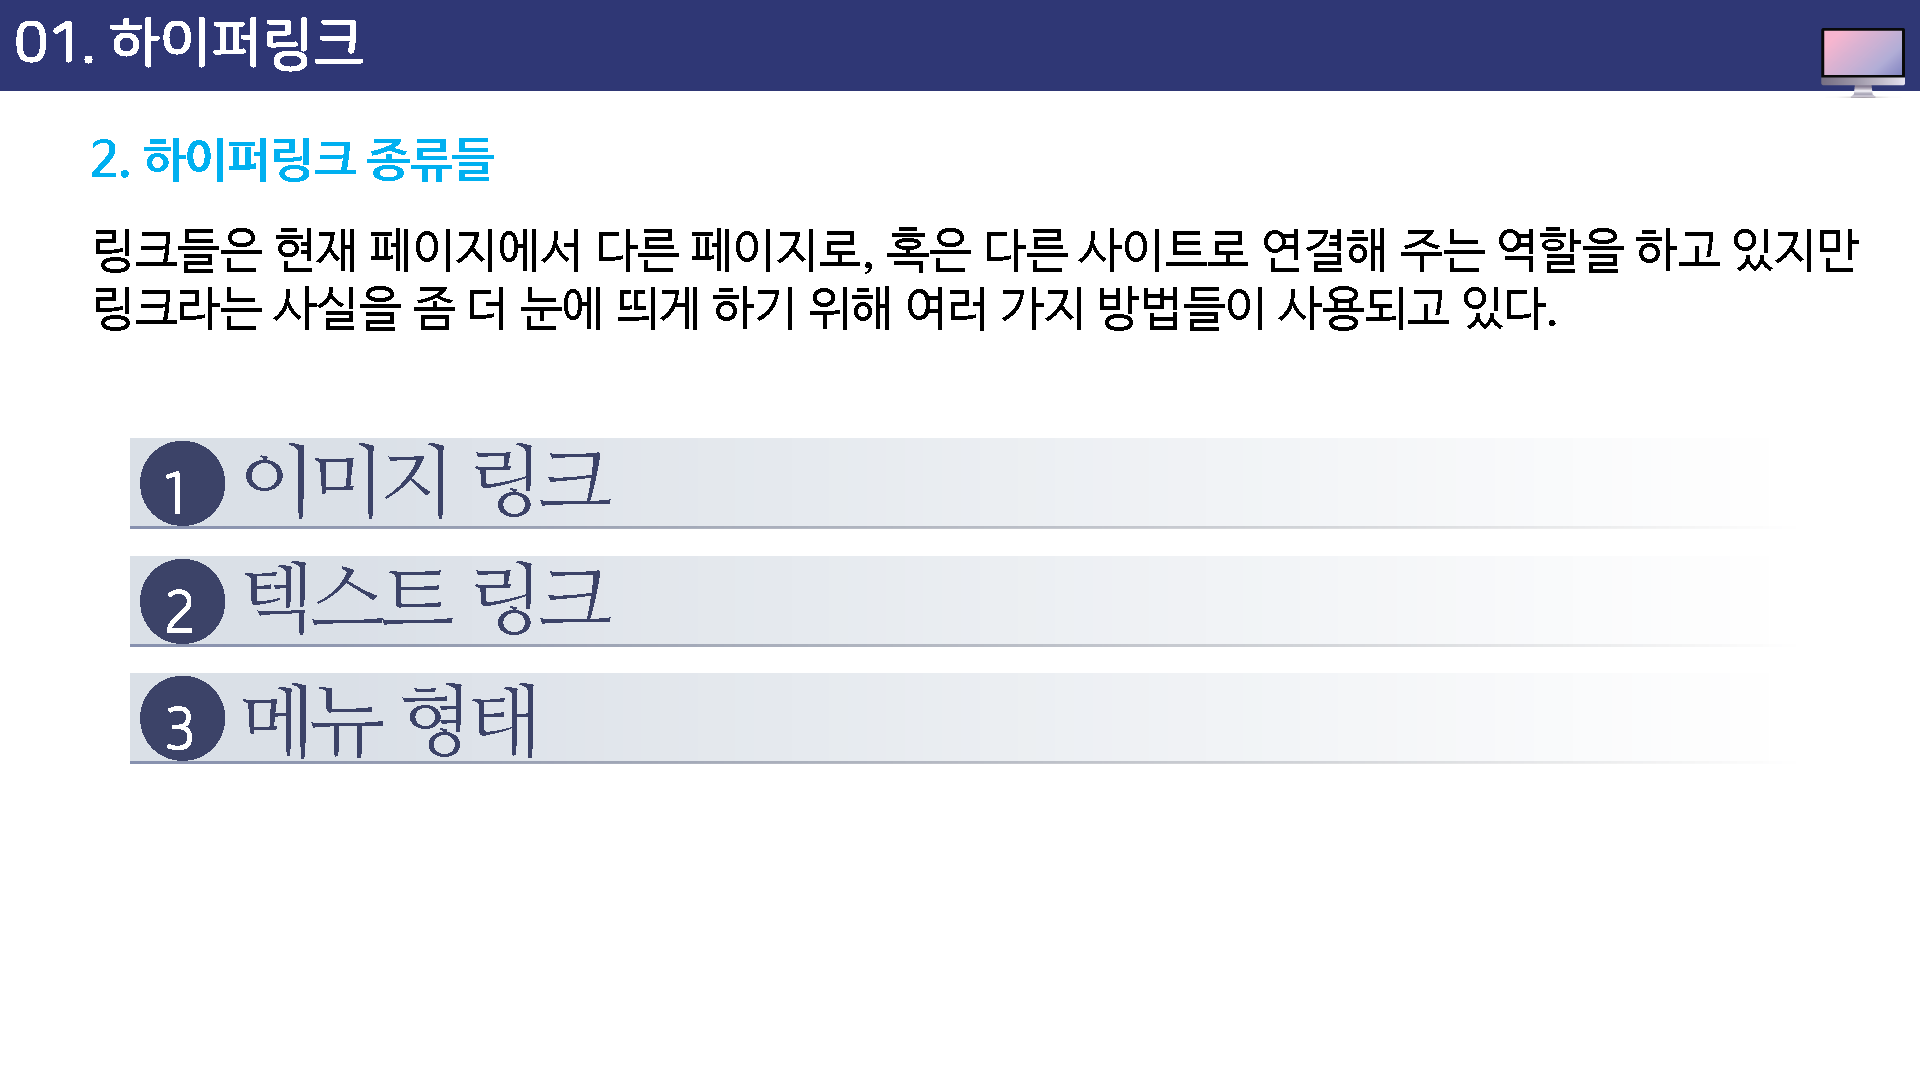 01. 하이퍼링크
2. 하이퍼링크 종류들
링크들은 현재 페이지에서 다른 페이지로, 혹은 다른 사이트로 연결해 주는 역할을 하고 있지만
링크라는 사실을 좀 더 눈에 띄게 하기 위해 여러 가지 방법들이 사용되고 있다.
1 이미지 링크
2 텍스트 링크
3 메뉴 형태